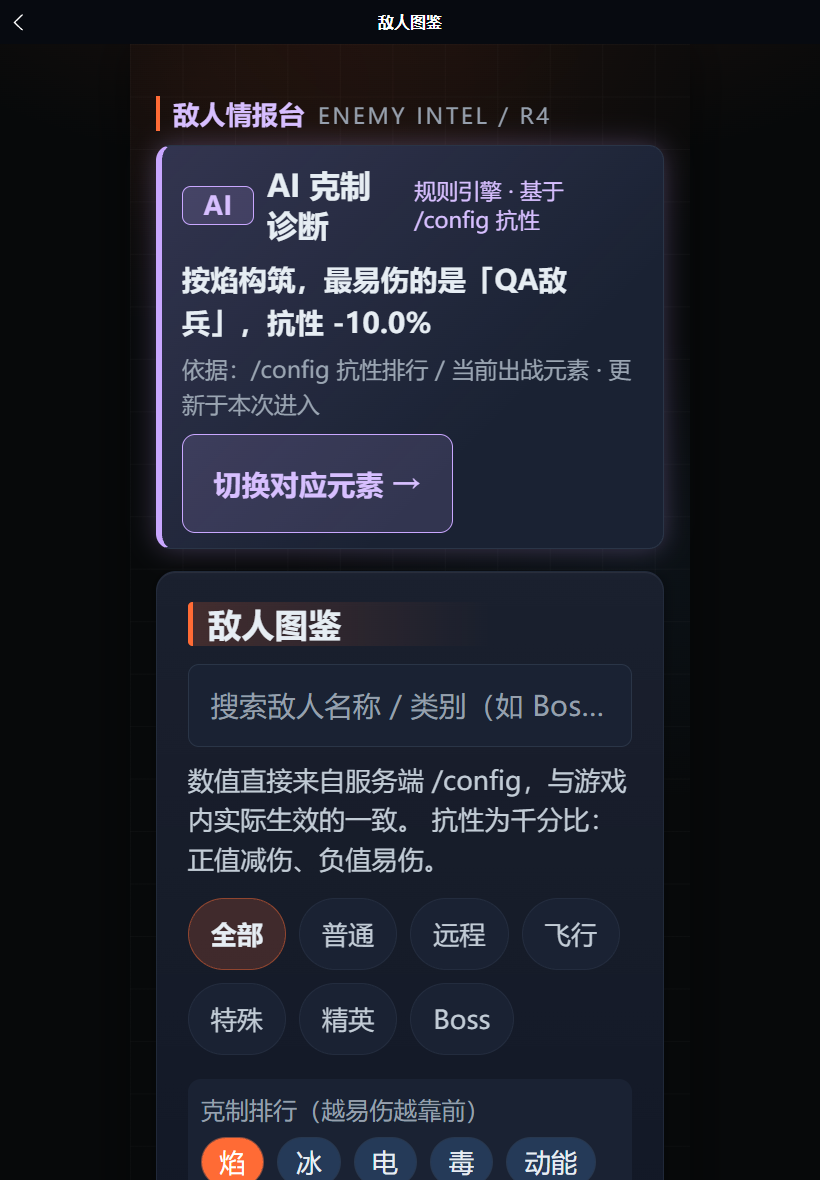 敌人图鉴
敌人情报台 ENEMY INTEL / R4
AI
AI 克制
诊断
规则引擎 · 基于
/config 抗性
按焰构筑，最易伤的是「QA敌
兵」，抗性 -10.0%
依据：/config 抗性排行 / 当前出战元素 · 更
新于本次进入
切换对应元素 →
敌人图鉴
搜索敌人名称 / 类别（如 Bos...
数值直接来自服务端 /config，与游戏
内实际生效的一致。 抗性为千分比：
正值减伤、负值易伤。
全部 普通 远程 飞行
特殊 精英 Boss
克制排行（越易伤越靠前）
焰 冰 电 毒 动能